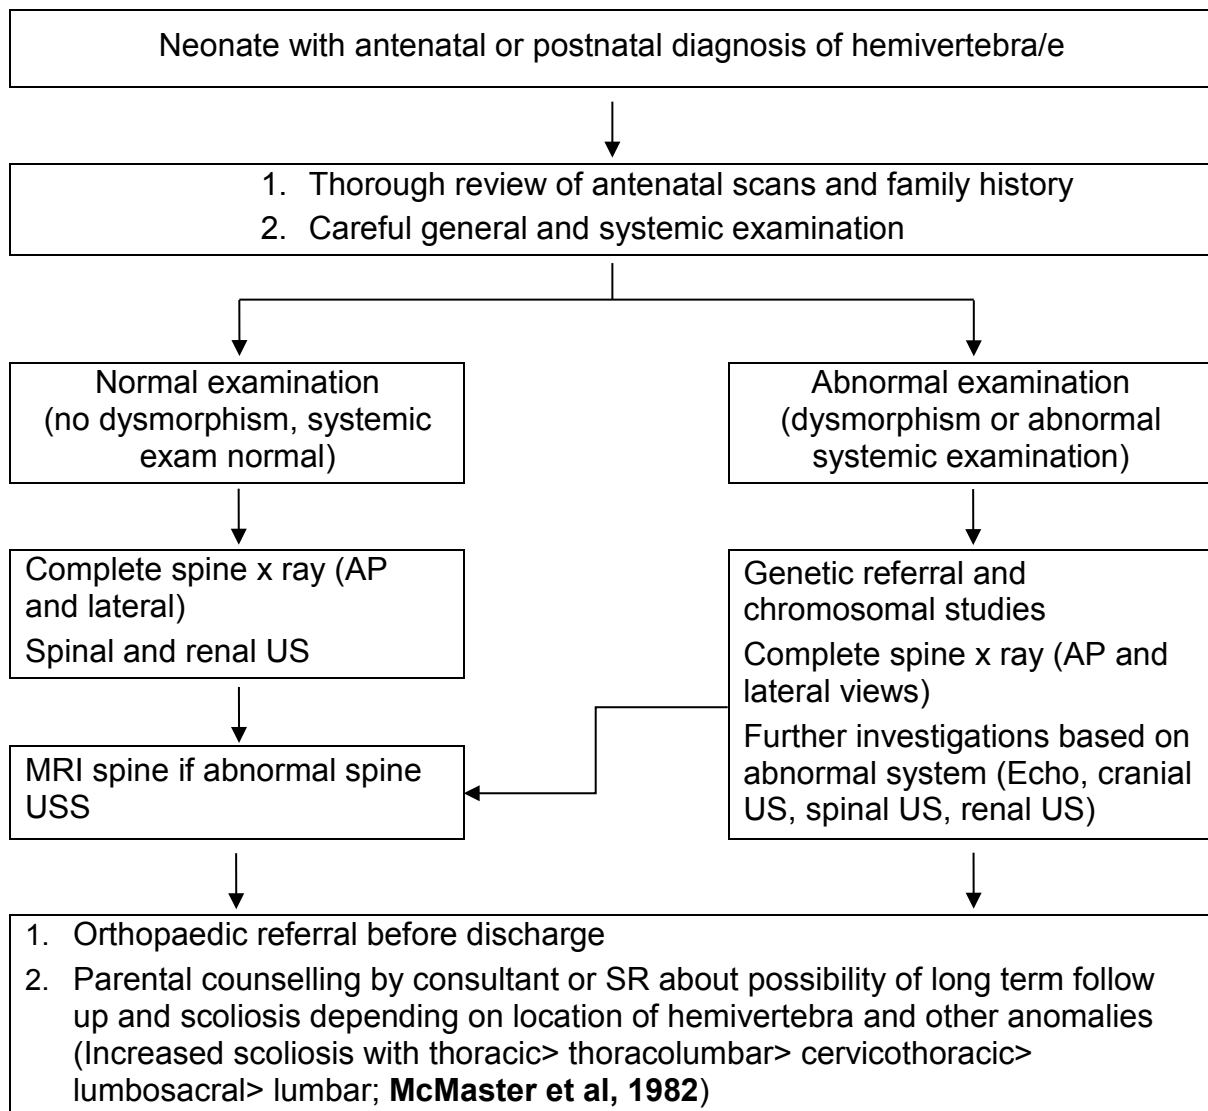 Neonate with antenatal or postnatal diagnosis of hemivertebra/e
1. Thorough review of antenatal scans and family history
2. Careful general and systemic examination
Normal examination
(no dysmorphism, systemic
exam normal)
Abnormal examination
(dysmorphism or abnormal
systemic examination)
Complete spine x ray (AP
and lateral)
Spinal and renal US
Genetic referral and
chromosomal studies
Complete spine x ray (AP and
lateral views)
Further investigations based on
abnormal system (Echo, cranial
US, spinal US, renal US)
MRI spine if abnormal spine
USS
1. Orthopaedic referral before discharge
2. Parental counselling by consultant or SR about possibility of long term follow
up and scoliosis depending on location of hemivertebra and other anomalies
(Increased scoliosis with thoracic> thoracolumbar> cervicothoracic>
lumbosacral> lumbar; McMaster et al, 1982)